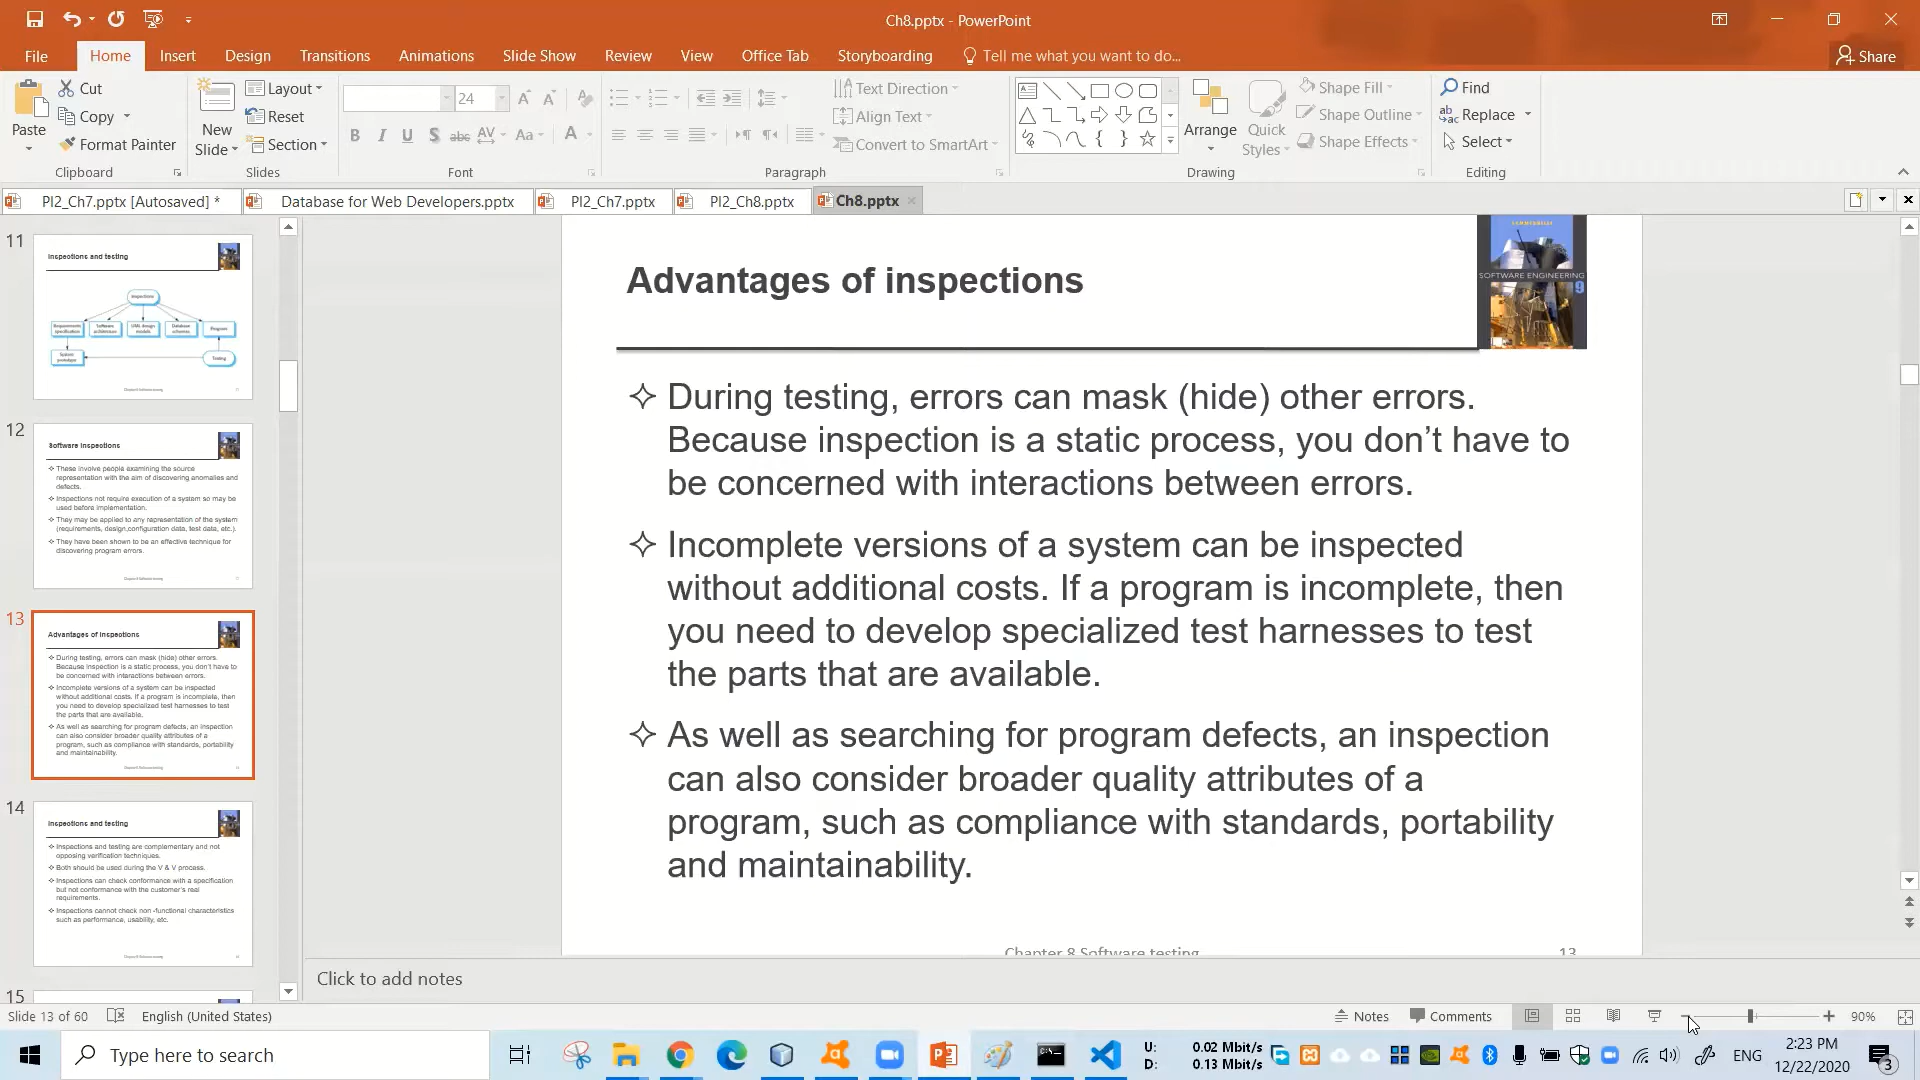 Ch8.pptx - PowerPoint
File Home Insert Design Transitions Animations Slide Show Review View Office Tab Storyboarding Tell me what you want to do... Share
Paste
Cut
Copy
Format Painter
Clipboard
New Slide
Layout
Reset
Section
Slides
24
Font
Text Direction
Align Text
Convert to SmartArt
Paragraph
Arrange
Quick Styles
Shape Fill
Shape Outline
Shape Effects
Drawing
Find
Replace
Select
Editing
PI2_Ch7.pptx [Autosaved] * Database for Web Developers.pptx PI2_Ch7.pptx PI2_Ch8.pptx Ch8.pptx
11
Inspections and testing
Inspections
Requirements specification
Software architecture
UML design models
Database schemas
Program
System prototype
Testing
12
Software inspections
These involve people examining the source
representation with the aim of discovering anomalies and
defects.
Inspections not require execution of a system so may be
used before implementation.
They may be applied to any representation of the system
(requirements, design,configuration data, test data, etc.).
They have been shown to be an effective technique for
discovering program errors.
13
Advantages of inspections
During testing, errors can mask (hide) other errors.
Because inspection is a static process, you don't have to
be concerned with interactions between errors.
Incomplete versions of a system can be inspected
without additional costs. If a program is incomplete, then
you need to develop specialized test harnesses to test
the parts that are available.
As well as searching for program defects, an inspection
can also consider broader quality attributes of a
program, such as compliance with standards, portability
and maintainability.
14
Inspections and testing
Inspections and testing are complementary and not
opposing verification techniques.
Both should be used during the V & V process.
Inspections can check conformance with a specification
but not conformance with the customer's real
requirements.
Inspections cannot check non -functional characteristics
such as performance, usability, etc.
15
Advantages of inspections
SOFTWARE ENGINEERING
9
During testing, errors can mask (hide) other errors.
Because inspection is a static process, you don’t have to
be concerned with interactions between errors.
Incomplete versions of a system can be inspected
without additional costs. If a program is incomplete, then
you need to develop specialized test harnesses to test
the parts that are available.
As well as searching for program defects, an inspection
can also consider broader quality attributes of a
program, such as compliance with standards, portability
and maintainability.
Chapter 8 Software testing 13
Click to add notes
Slide 13 of 60 English (United States) Notes Comments 90%
Type here to search
U: 0.02 Mbit/s
D: 0.13 Mbit/s
ENG
2:23 PM
12/22/2020
3